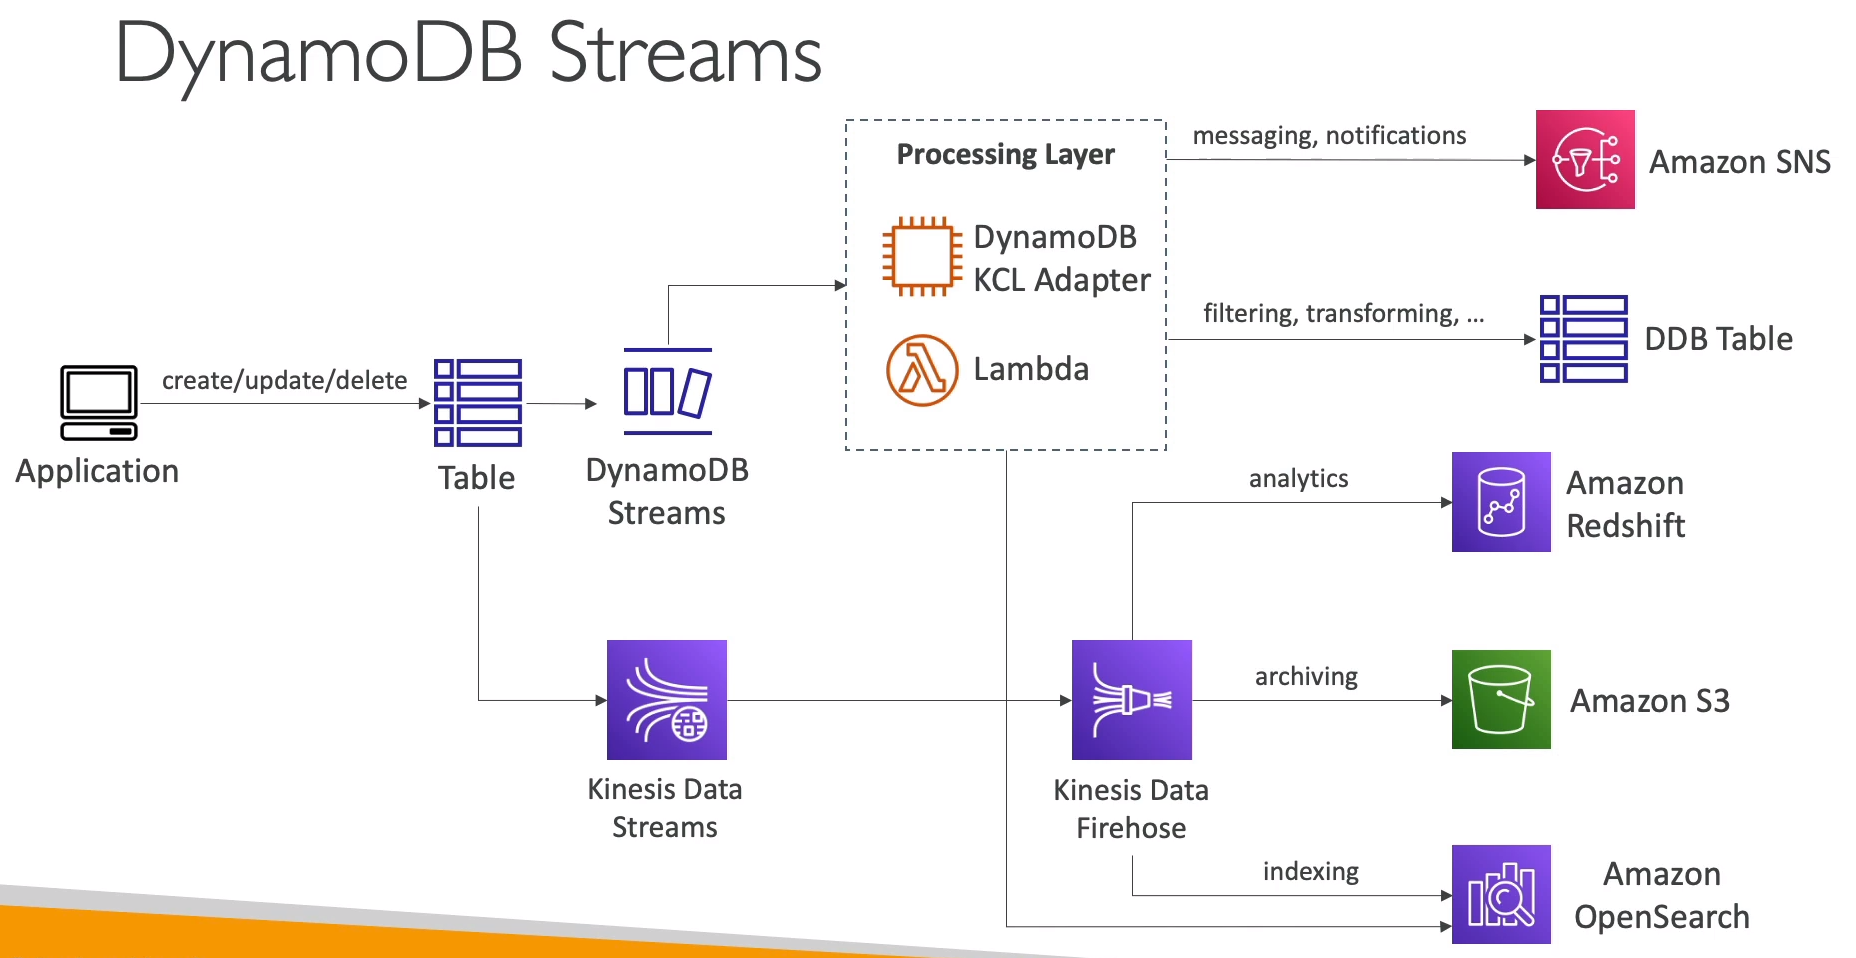 DynamoDB Streams
Processing Layer
DynamoDB
KCL Adapter
Lambda
messaging, notifications
Amazon SNS
filtering, transforming, ...
DDB Table
create/update/delete
Application
Table
DynamoDB
Streams
analytics
Amazon
Redshift
Kinesis Data
Streams
Kinesis Data
Firehose
archiving
Amazon S3
indexing
Amazon
OpenSearch